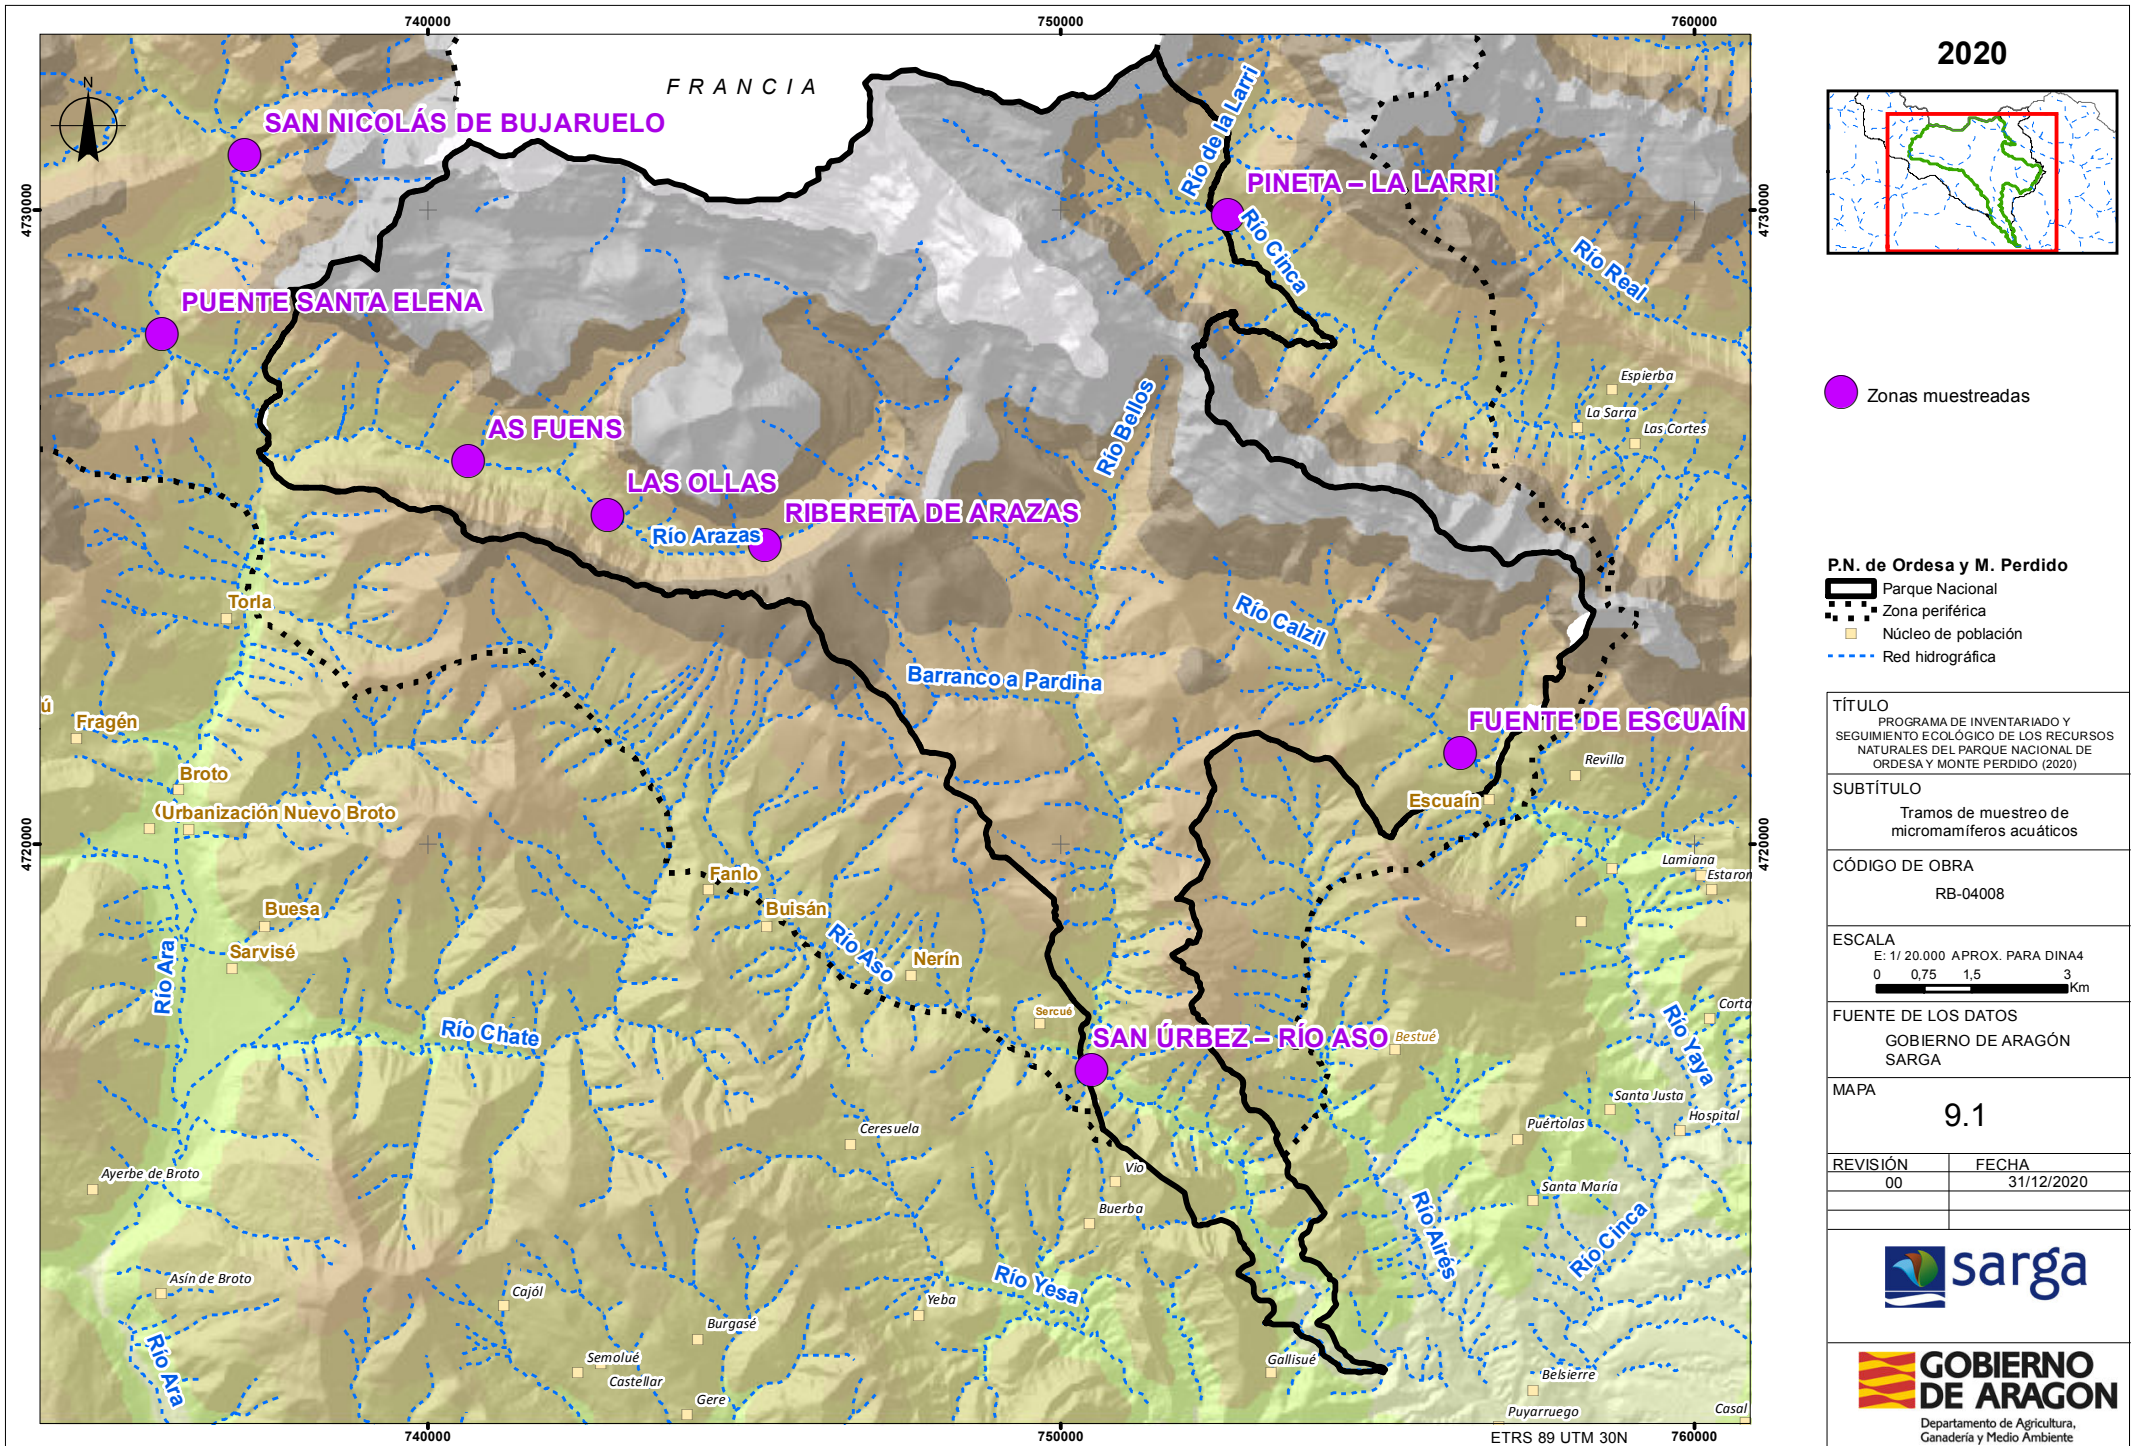 740000
750000
760000
FRANCIA
N
SAN NICOLÁS DE BUJARUELO
Río de la Larri
PINETA – LA LARRI
4730000
4730000
Río Cinca
Río Real
PUENTE SANTA ELENA
Espierba
La Sarra
Las Cortes
Río Bellos
AS FUENS
LAS OLLAS
RIBERETA DE ARAZAS
Río Arazas
Torla
Río Calzil
Barranco a Pardina
ú
Fragén
FUENTE DE ESCUAÍN
Revilla
Broto
Escuaín
Urbanización Nuevo Broto
4720000
4720000
Fanlo
Lamiana
Estaron
Buesa
Buisán
Río Aso
Sarvisé
Nerín
Río Ara
Sercué
Corta
Río Chate
SAN ÚRBEZ – RÍO ASO
Bestué
Río Yaya
Santa Justa
Hospital
Puértolas
Ceresuela
Ayerbe de Broto
Vio
Santa María
Buerba
Río Airés
Río Cinca
Asín de Broto
Río Yesa
Cajól
Yeba
Burgasé
Río Ara
Semolué
Castellar
Gallisué
Belsierre
Gere
Puyarruego
Casal
740000
750000
760000
ETRS 89 UTM 30N
2020
Zonas muestreadas
P.N. de Ordesa y M. Perdido
Parque Nacional
Zona periférica
Núcleo de población
Red hidrográfica
TÍTULO
PROGRAMA DE INVENTARIADO Y
SEGUIMIENTO ECOLÓGICO DE LOS RECURSOS
NATURALES DEL PARQUE NACIONAL DE
ORDESA Y MONTE PERDIDO (2020)
SUBTÍTULO
Tramos de muestreo de
micromamíferos acuáticos
CÓDIGO DE OBRA
RB-04008
ESCALA
E: 1/ 20.000 APROX. PARA DINA4
0 0,75 1,5 3
Km
FUENTE DE LOS DATOS
GOBIERNO DE ARAGÓN
SARGA
MAPA
9.1
REVISIÓN FECHA
00 31/12/2020
sarga
GOBIERNO
DE ARAGON
Departamento de Agricultura,
Ganadería y Medio Ambiente